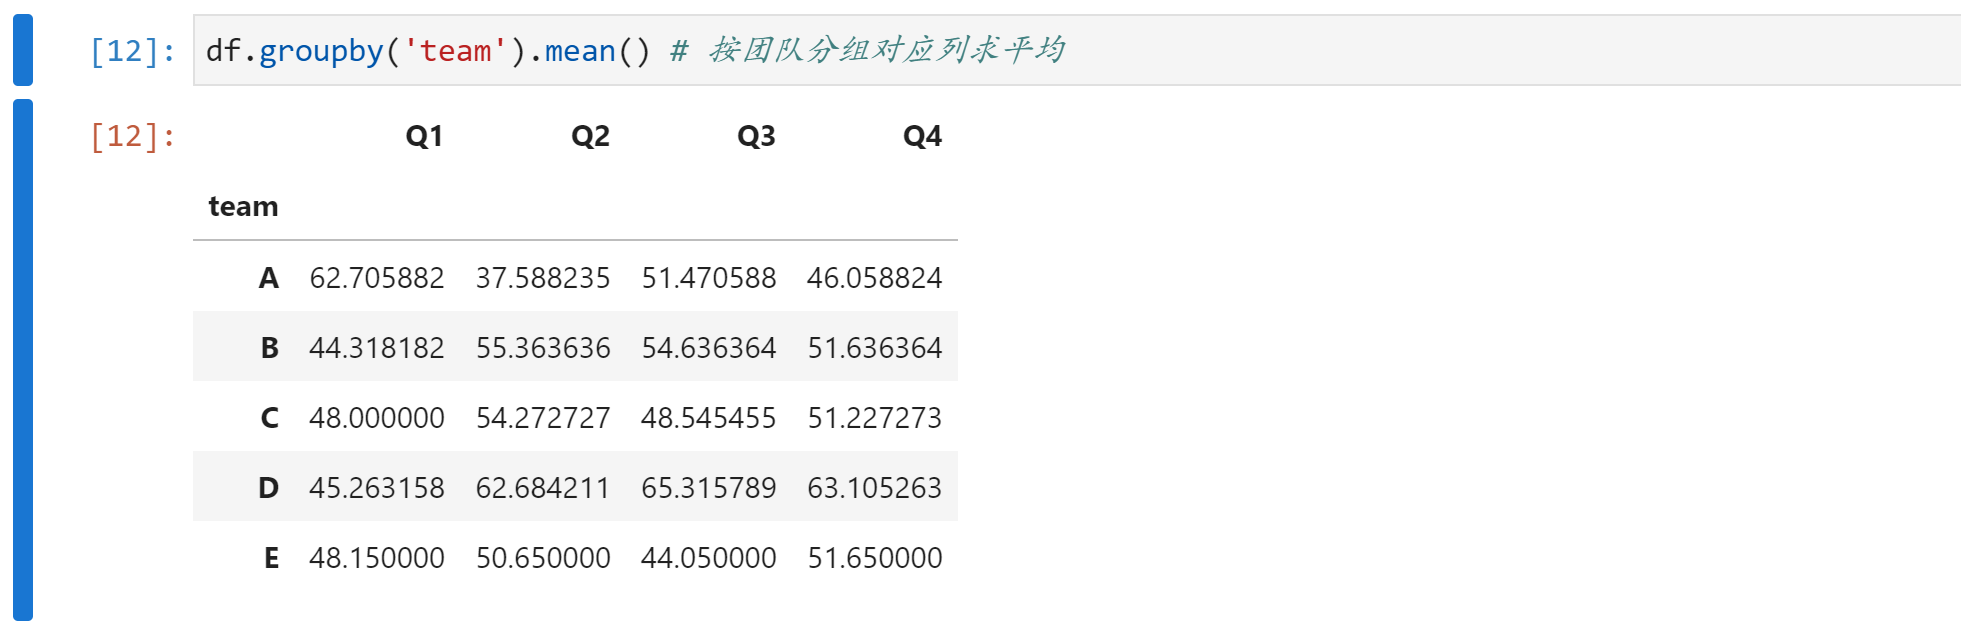 [12]: df.groupby('team').mean() # 按团队分组对应列求平均
[12]: Q1 Q2 Q3 Q4
team
A 62.705882 37.588235 51.470588 46.058824
B 44.318182 55.363636 54.636364 51.636364
C 48.000000 54.272727 48.545455 51.227273
D 45.263158 62.684211 65.315789 63.105263
E 48.150000 50.650000 44.050000 51.650000